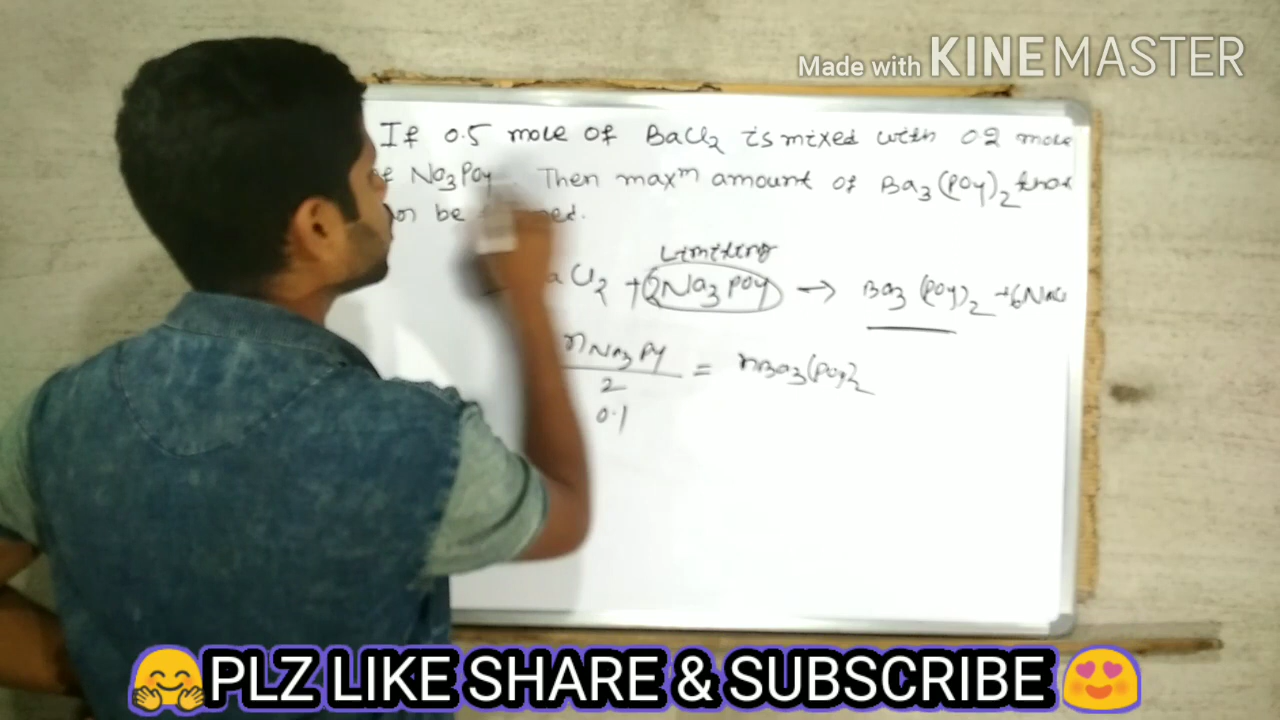 Made with KINEMASTER
If 0.5 mole of BaCl2 is mixed with 0.2 mole
Na3PO4 Then maxm amount of Ba3(PO4)2 that
be
Limiting
Cl2 + 2Na3PO4 → Ba3(PO4)2 + 6NaCl
nNa3PO4 / 2 = nBa3(PO4)2
0.1
🤗PLZ LIKE SHARE & SUBSCRIBE 😍